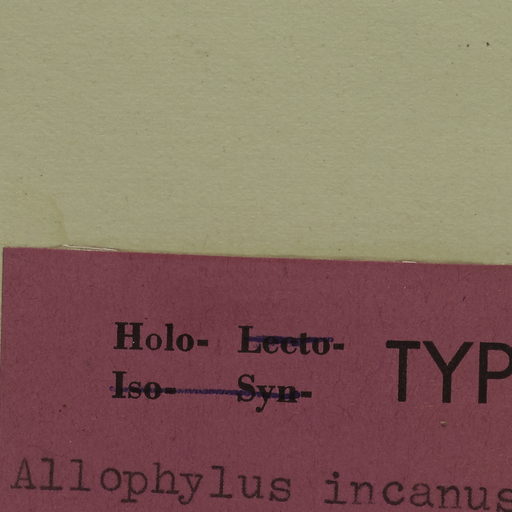 Holo- Lecto- TYP
Iso- Syn-
Allophylus incanus